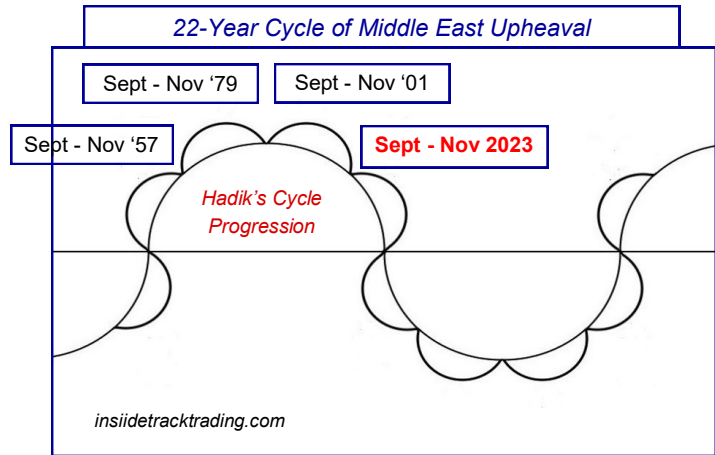 22-Year Cycle of Middle East Upheaval
Sept - Nov ‘79
Sept - Nov ‘01
Sept - Nov ‘57
Sept - Nov 2023
Hadik’s Cycle
Progression
insiidetracktrading.com